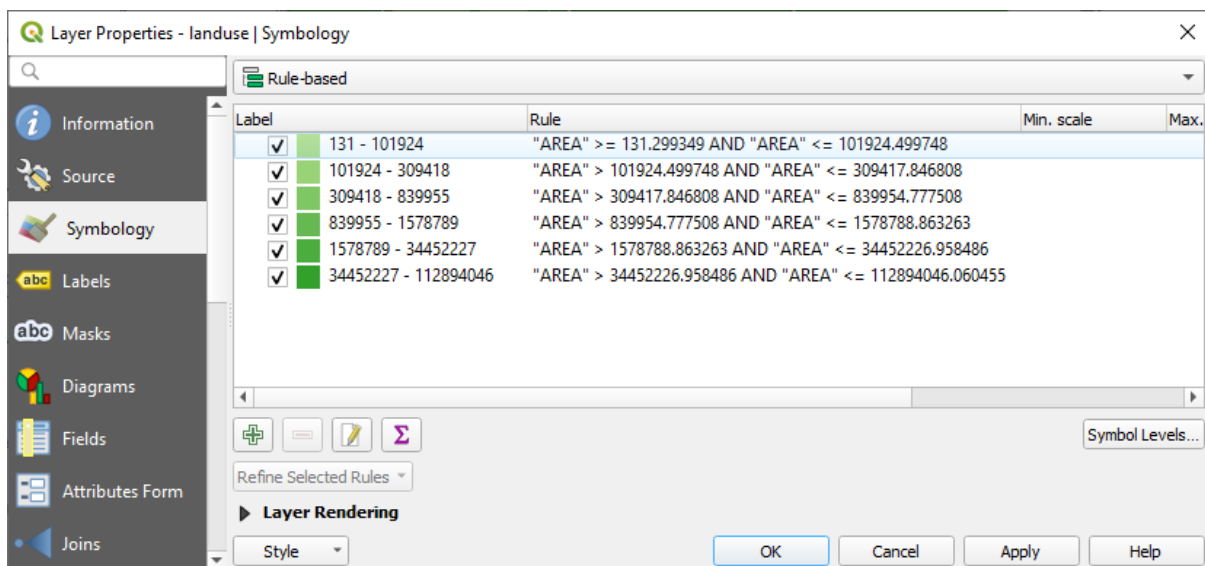 Layer Properties - landuse | Symbology
Rule-based
Information
Source
Symbology
abc Labels
abc Masks
Diagrams
Fields
Attributes Form
Joins
Label Rule Min. scale Max.
131 - 101924 "AREA" >= 131.299349 AND "AREA" <= 101924.499748
101924 - 309418 "AREA" > 101924.499748 AND "AREA" <= 309417.846808
309418 - 839955 "AREA" > 309417.846808 AND "AREA" <= 839954.777508
839955 - 1578789 "AREA" > 839954.777508 AND "AREA" <= 1578788.863263
1578789 - 34452227 "AREA" > 1578788.863263 AND "AREA" <= 34452226.958486
34452227 - 112894046 "AREA" > 34452226.958486 AND "AREA" <= 112894046.060455
Σ
Symbol Levels...
Refine Selected Rules
Layer Rendering
Style OK Cancel Apply Help